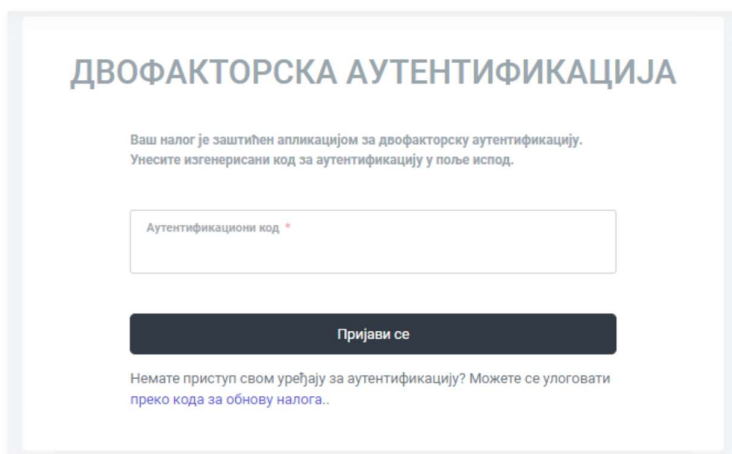 ДВОФАКТОРСКА АУТЕНТИФИКАЦИЈА
Ваш налог је заштићен апликацијом за двофакторску аутентификацију.
Унесите изгенерисани код за аутентификацију у поље испод.
Аутентификациони код *
Пријави се
Немате приступ свом уређају за аутентификацију? Можете се улоговати
преко кода за обнову налога..